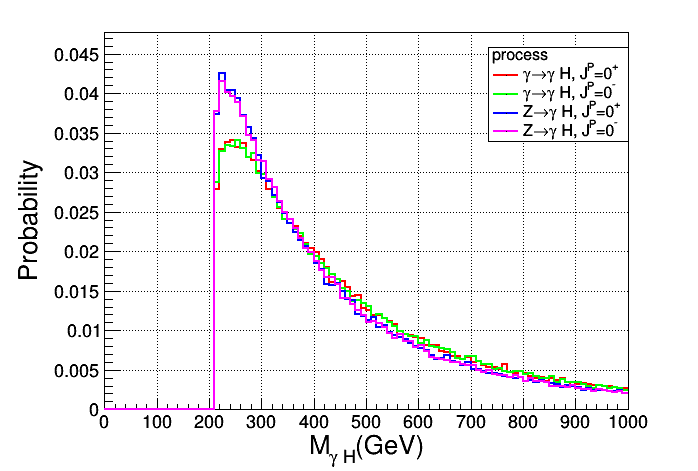 process
γ→γ H, J^P=0^+
γ→γ H, J^P=0^-
Z→γ H, J^P=0^+
Z→γ H, J^P=0^-
Probability
0.045
0.04
0.035
0.03
0.025
0.02
0.015
0.01
0.005
0
0 100 200 300 400 500 600 700 800 900 1000
M_γ H(GeV)